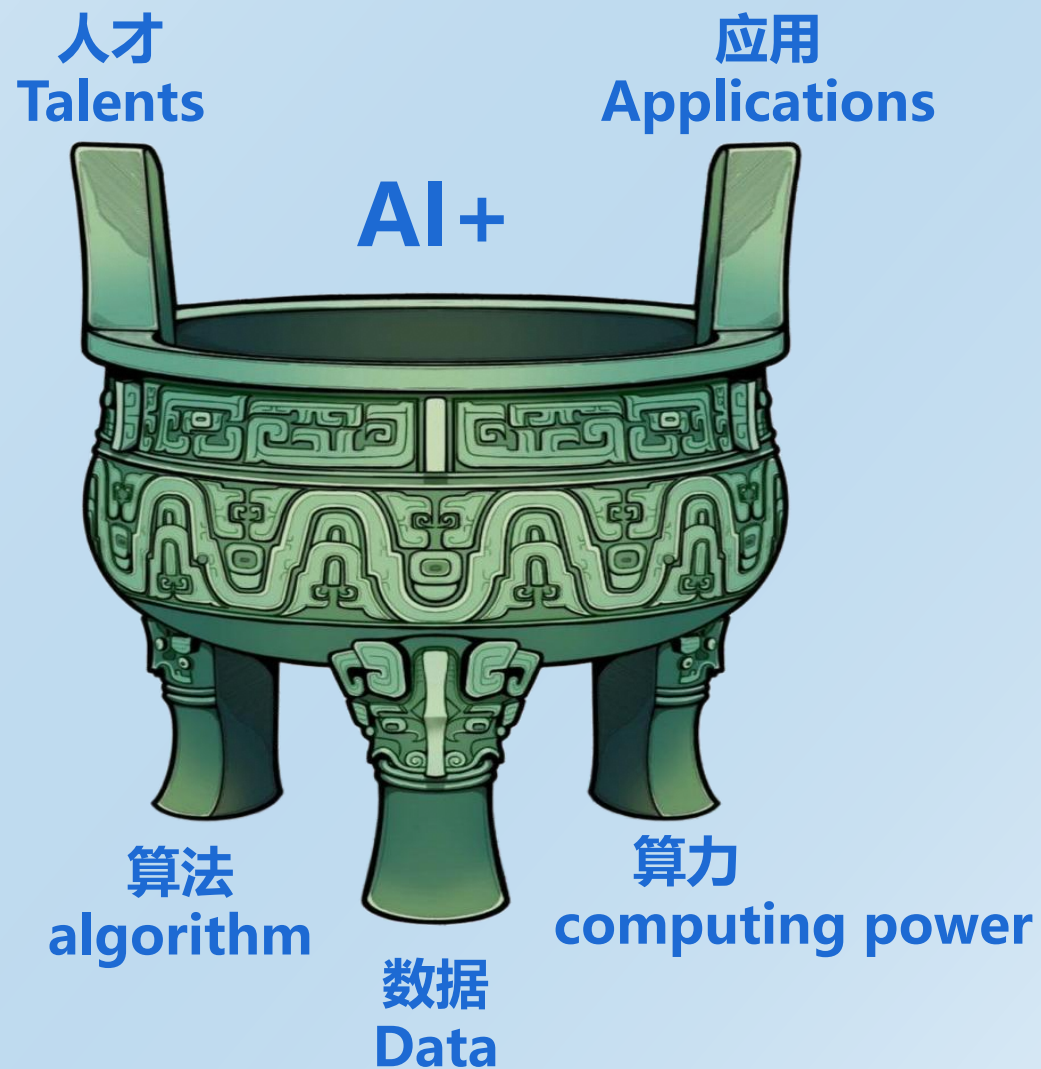 人才
Talents
应用
Applications
AI+
算法
algorithm
算力
computing power
数据
Data